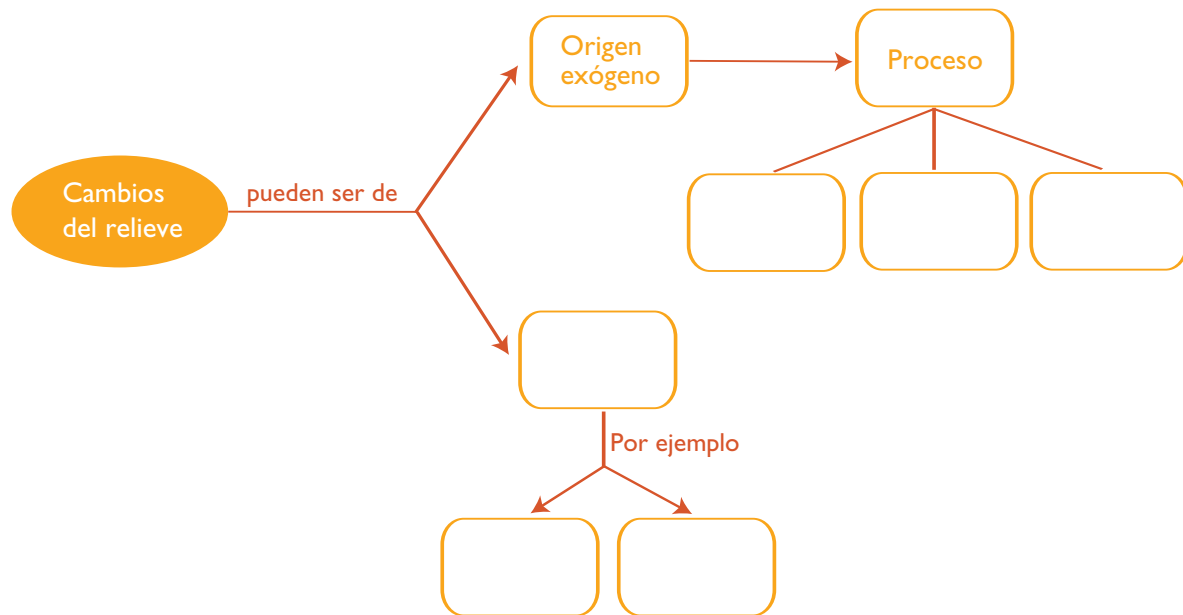 Origen
exógeno
Proceso
Cambios
del relieve
pueden ser de
Por ejemplo